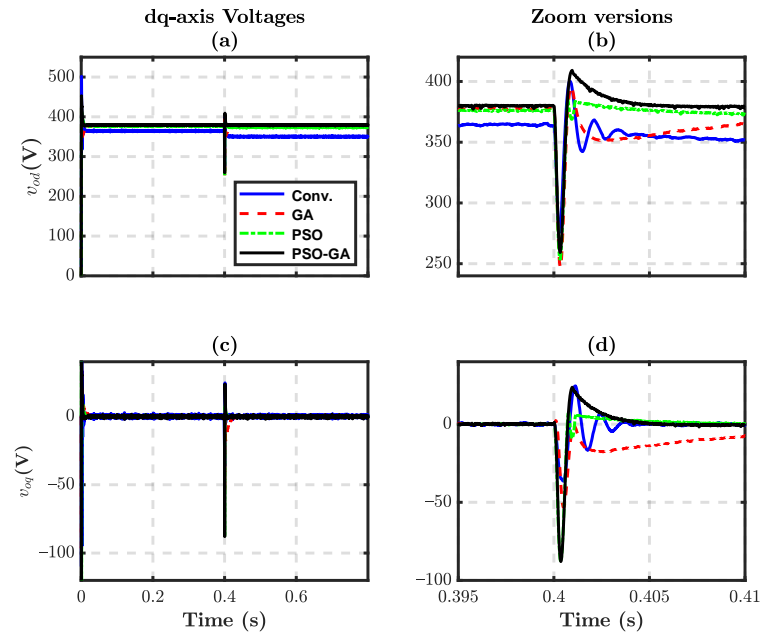 dq-axis Voltages
Zoom versions
(a)
(b)
500
400
300
200
100
0
v_od(V)
Conv.
GA
PSO
PSO-GA
400
350
300
250
(c)
(d)
0
−50
−100
v_oq(V)
0
0.2
0.4
0.6
Time (s)
0
−50
−100
0.395
0.4
0.405
0.41
Time (s)